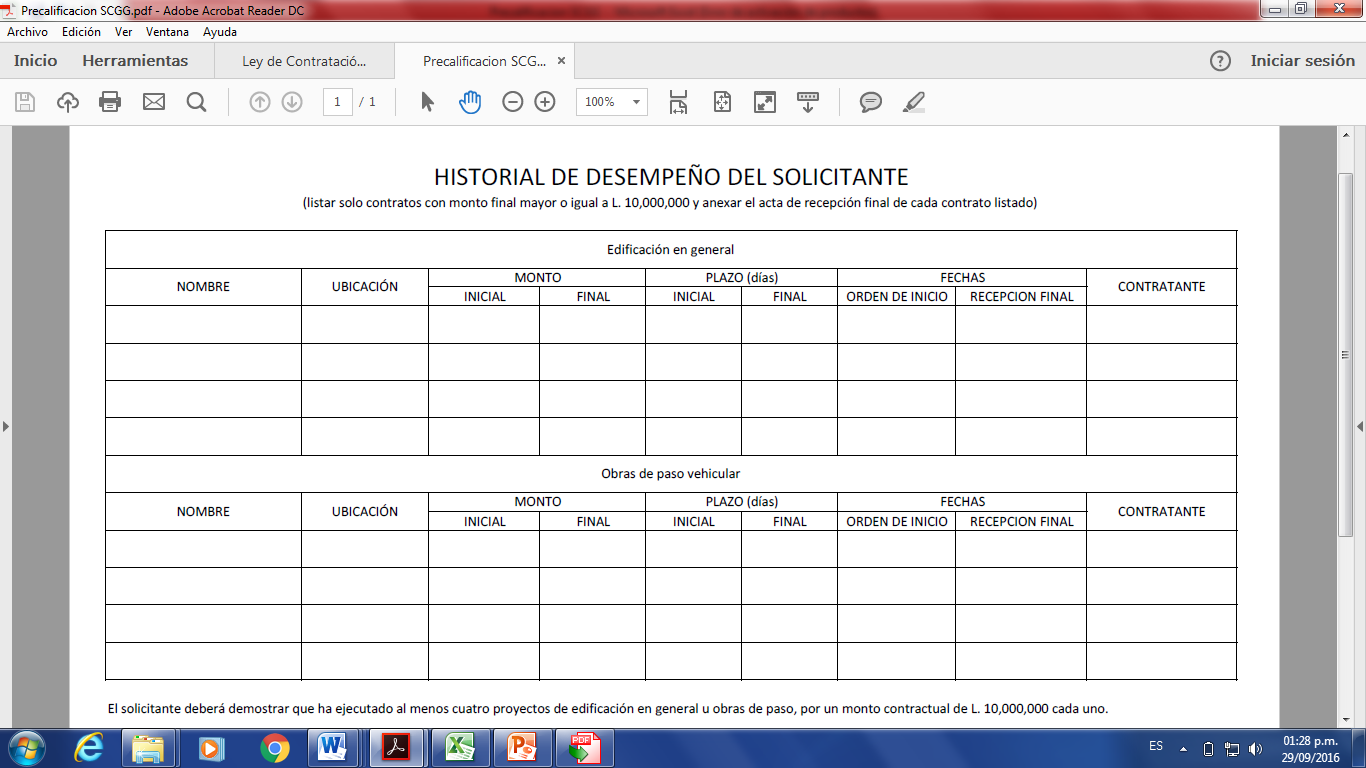 Precalificacion SCGG.pdf - Adobe Acrobat Reader DC
Archivo Edición Ver Ventana Ayuda
Inicio Herramientas Ley de Contratació... Precalificacion SCG... × ? Iniciar sesión
1 / 1 100%
HISTORIAL DE DESEMPEÑO DEL SOLICITANTE
(listar solo contratos con monto final mayor o igual a L. 10,000,000 y anexar el acta de recepción final de cada contrato listado)
Edificación en general
NOMBRE UBICACIÓN MONTO PLAZO (días) FECHAS CONTRATANTE
INICIAL FINAL INICIAL FINAL ORDEN DE INICIO RECEPCION FINAL
Obras de paso vehicular
NOMBRE UBICACIÓN MONTO PLAZO (días) FECHAS CONTRATANTE
INICIAL FINAL INICIAL FINAL ORDEN DE INICIO RECEPCION FINAL
El solicitante deberá demostrar que ha ejecutado al menos cuatro proyectos de edificación en general u obras de paso, por un monto contractual de L. 10,000,000 cada uno.
PDF
ES 01:28 p.m.
29/09/2016